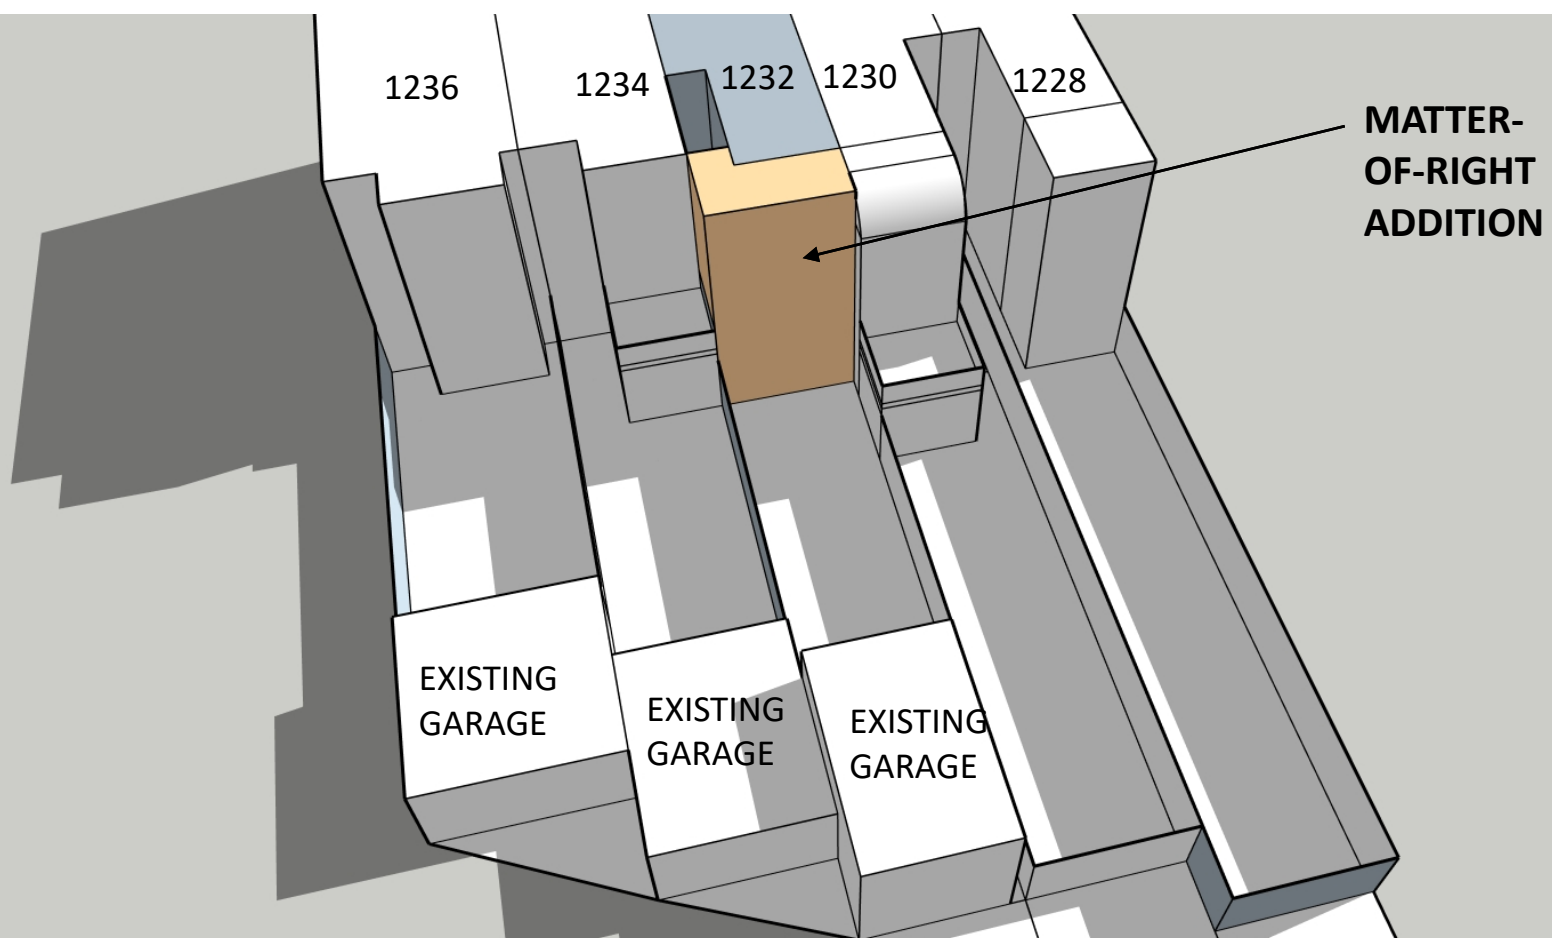 1236
1234
1232
1230
1228
MATTER-
OF-RIGHT
ADDITION
EXISTING
GARAGE
EXISTING
GARAGE
EXISTING
GARAGE